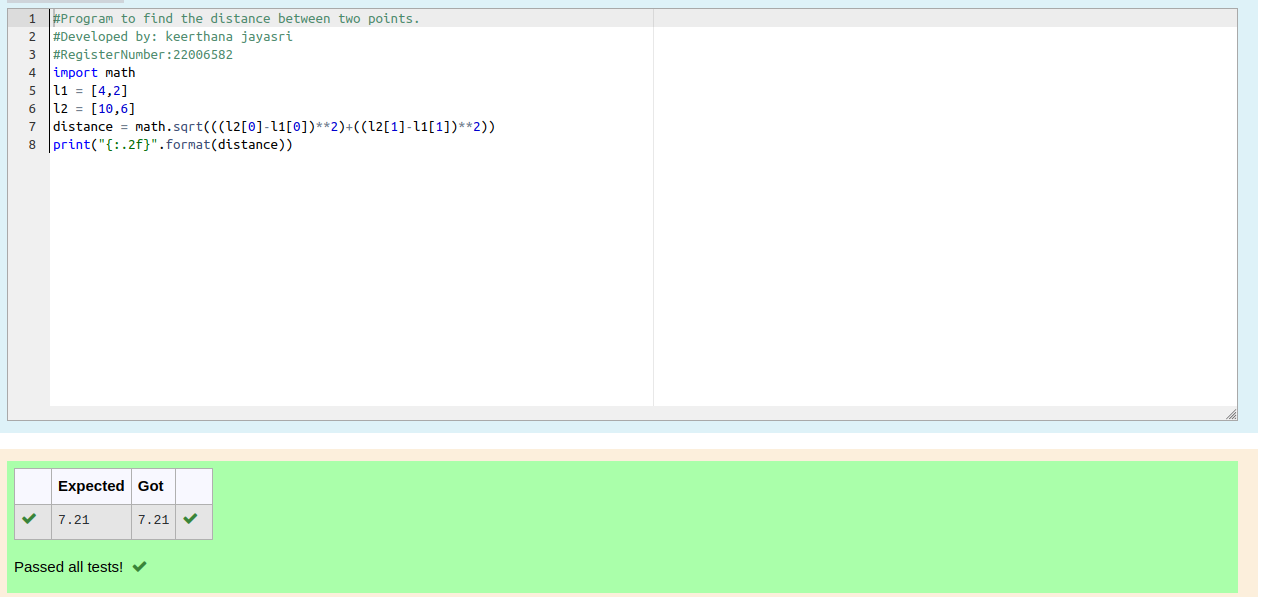 1 #Program to find the distance between two points.
2 #Developed by: keerthana jayasri
3 #RegisterNumber:22006582
4 import math
5 l1 = [4,2]
6 l2 = [10,6]
7 distance = math.sqrt(((l2[0]-l1[0])**2)+((l2[1]-l1[1])**2))
8 print("{:.2f}".format(distance))
Expected Got
7.21 7.21
Passed all tests!